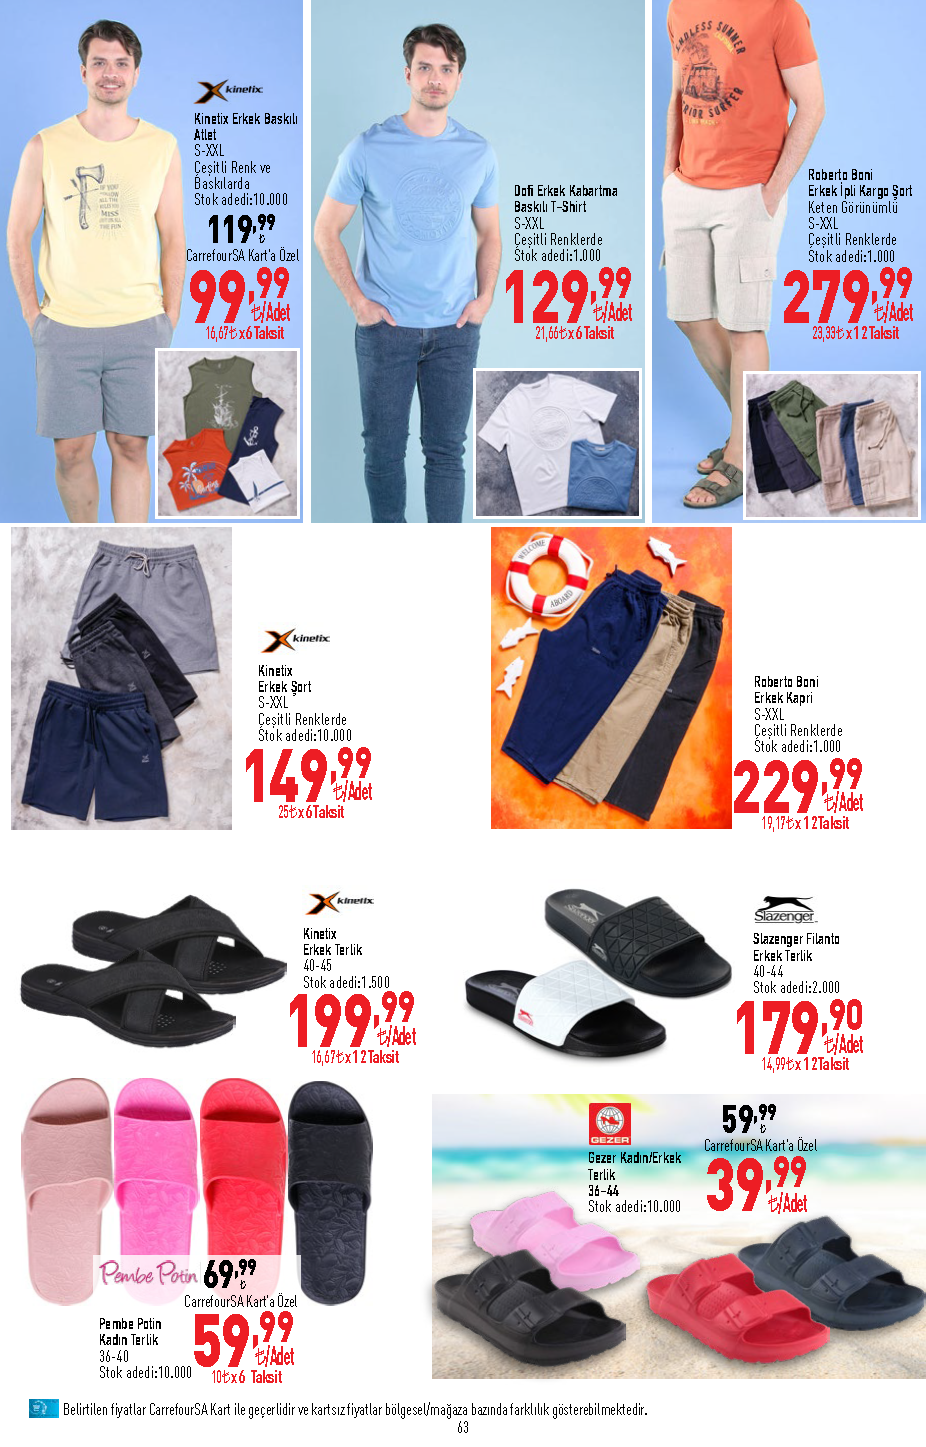 kinetix
Kinetix Erkek Baskılı
Atlet
S-XXL
Çeşitli Renk ve
Baskılarda
Stok adedi:10.000
119,99 ₺
CarrefourSA Kart'a Özel
99,99 ₺/Adet
16,67₺x6 Taksit
Dofi Erkek Kabartma
Baskılı T-Shirt
S-XXL
Çeşitli Renklerde
Stok adedi:1.000
129,99 ₺/Adet
21,66₺x6 Taksit
ENDLESS SUMMER
SURFER
Roberto Boni
Erkek İpli Kargo Şort
Keten Görünümlü
S-XXL
Çeşitli Renklerde
Stok adedi:1.000
279,99 ₺/Adet
23,33₺x12 Taksit
kinetix
Kinetix
Erkek Şort
S-XXL
Çeşitli Renklerde
Stok adedi:10.000
149,99 ₺/Adet
25₺x6 Taksit
WELCOME
ABOARD
Roberto Boni
Erkek Kapri
S-XXL
Çeşitli Renklerde
Stok adedi:1.000
229,99 ₺/Adet
19,17₺x12 Taksit
kinetix
Kinetix
Erkek Terlik
40-45
Stok adedi:1.500
199,99 ₺/Adet
16,67₺x12 Taksit
Slazenger
Slazenger Filanto
Erkek Terlik
40-44
Stok adedi:2.000
179,90 ₺/Adet
14,99₺x12 Taksit
Pembe Potin
69,99 ₺
CarrefourSA Kart'a Özel
Pembe Potin
Kadın Terlik
36-40
Stok adedi:10.000
59,99 ₺/Adet
10₺x6 Taksit
GEZER
Gezer Kadın/Erkek
Terlik
36-44
Stok adedi:10.000
59,99 ₺
CarrefourSA Kart'a Özel
39,99 ₺/Adet
Belirtilen fiyatlar CarrefourSA Kart ile geçerlidir ve kartsız fiyatlar bölgesel/mağaza bazında farklılık gösterebilmektedir.
63